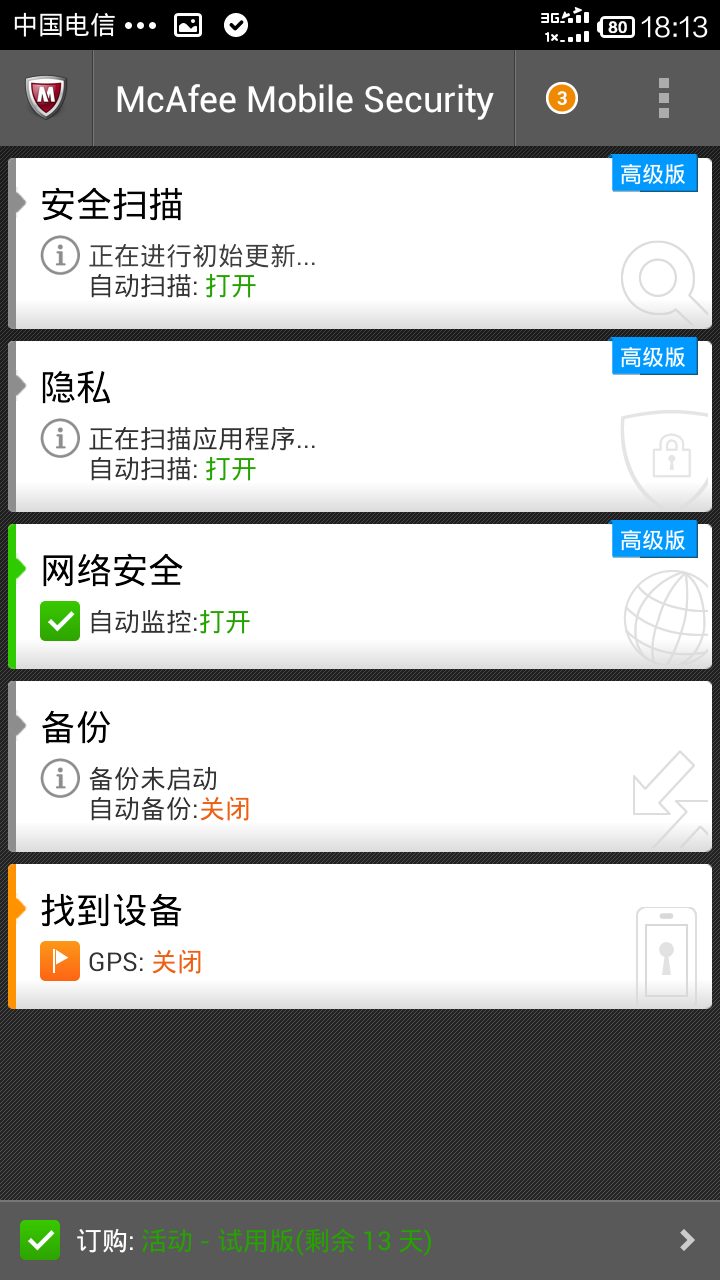 中国电信 ••• 3G 1x 80 18:13
M McAfee Mobile Security 3
高级版
安全扫描
正在进行初始更新...
自动扫描: 打开
高级版
隐私
正在扫描应用程序...
自动扫描: 打开
高级版
网络安全
自动监控:打开
备份
备份未启动
自动备份:关闭
找到设备
GPS: 关闭
订购: 活动 - 试用版(剩余 13 天)